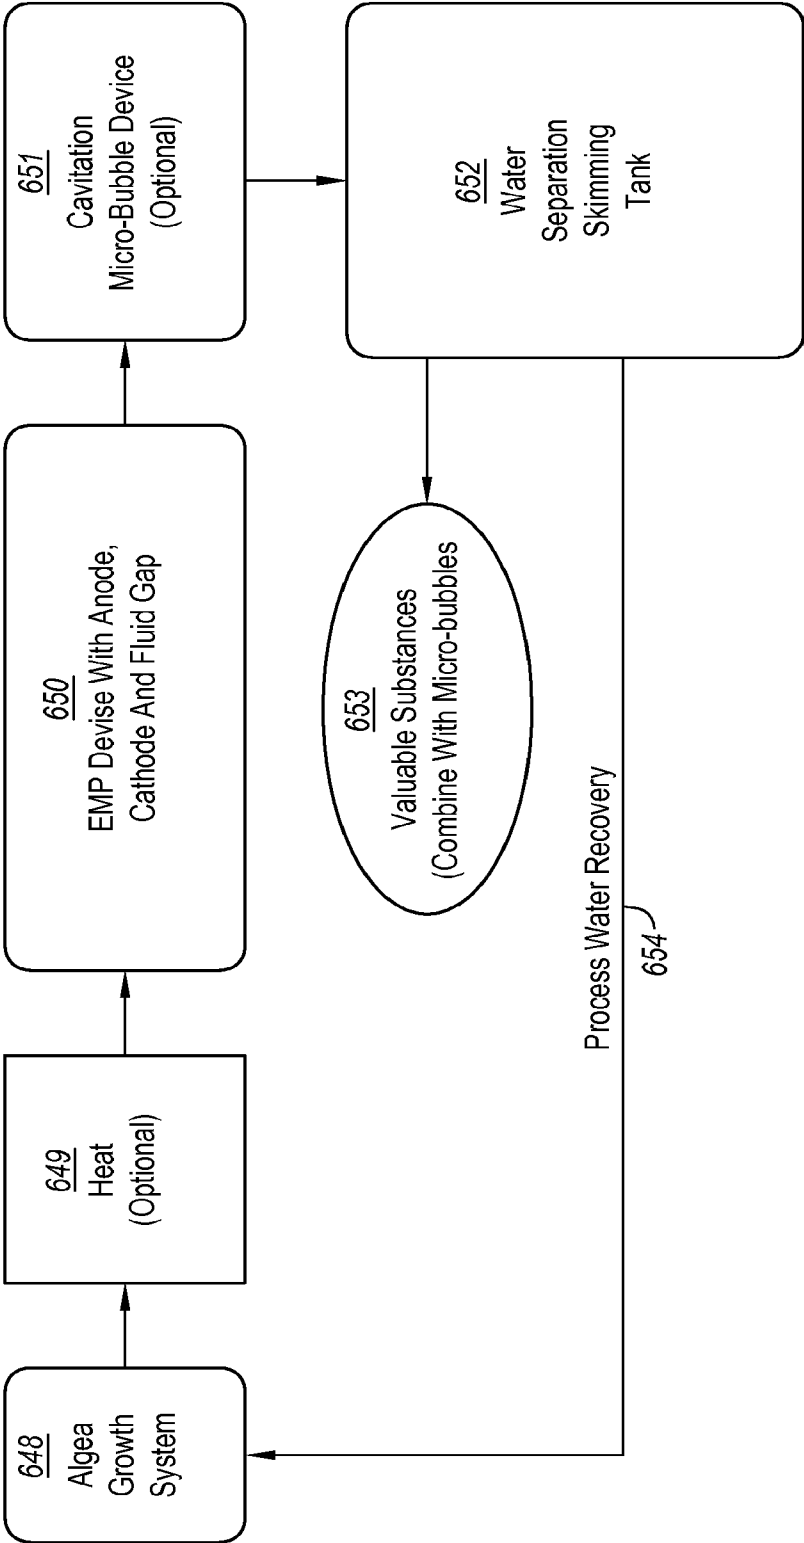 648
Algea
Growth
System
649
Heat
(Optional)
650
EMP Devise With Anode,
Cathode And Fluid Gap
651
Cavitation
Micro-Bubble Device
(Optional)
652
Water
Separation
Skimming
Tank
653
Valuable Substances
(Combine With Micro-bubbles
Process Water Recovery
654